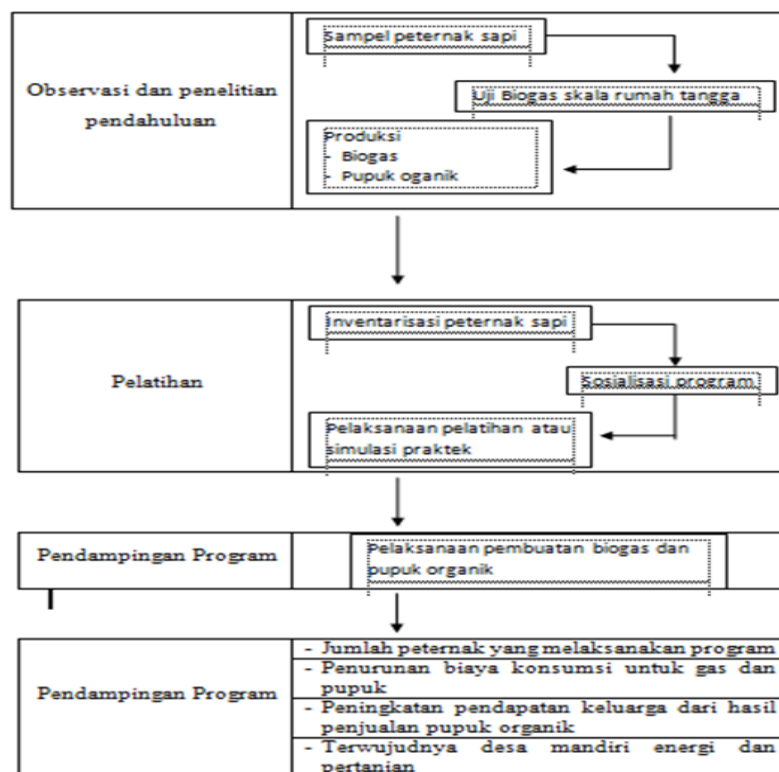 Observasi dan penelitian
pendahuluan
Sampel peternak sapi
Uji Biogas skala rumah tangga
Produksi
- Biogas
- Pupuk oganik
Pelatihan
Inventarisasi peternak sapi
Sosialisasi program
Pelaksanaan pelatihan atau
simulasi praktek
Pendampingan Program
Pelaksanaan pembuatan biogas dan
pupuk organik
Pendampingan Program
- Jumlah peternak yang melaksanakan program
- Penurunan biaya konsumsi untuk gas dan
pupuk
- Peningkatan pendapatan keluarga dari hasil
penjualan pupuk organik
- Terwujudnya desa mandiri energi dan
pertanian